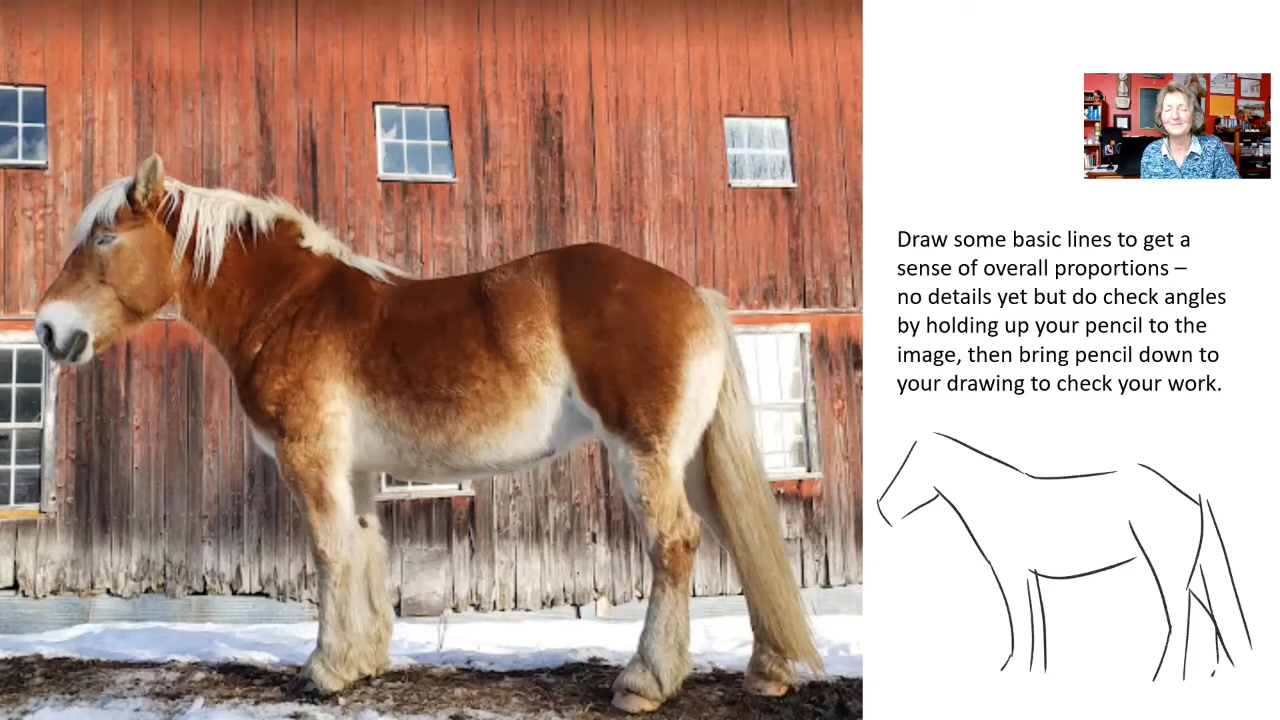 Draw some basic lines to get a
sense of overall proportions –
no details yet but do check angles
by holding up your pencil to the
image, then bring pencil down to
your drawing to check your work.